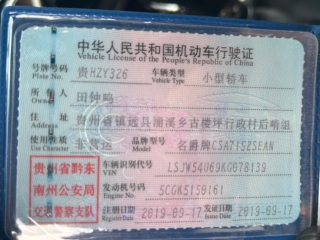 中华人民共和国机动车行驶证
Vehicle License of the People's Republic of China
号牌号码 贵HZY326 车辆类型 小型轿车
Plate No. Vehicle Type
所有人 田钟鸣
Owner
住址 贵州省镇远县涌溪乡古楼坪行政村后哨组
Address
使用性质 非营运 品牌型号 名爵牌CSA7152SEAN
Use Character Model
贵州省黔东 车辆识别代号 LSJW54U69KG078139
VIN
南州公安局 发动机号码 SCGKS150161
Engine No.
交通警察支队 注册日期 2019-09-17 发证日期 2019-09-17
Register Date Issue Date